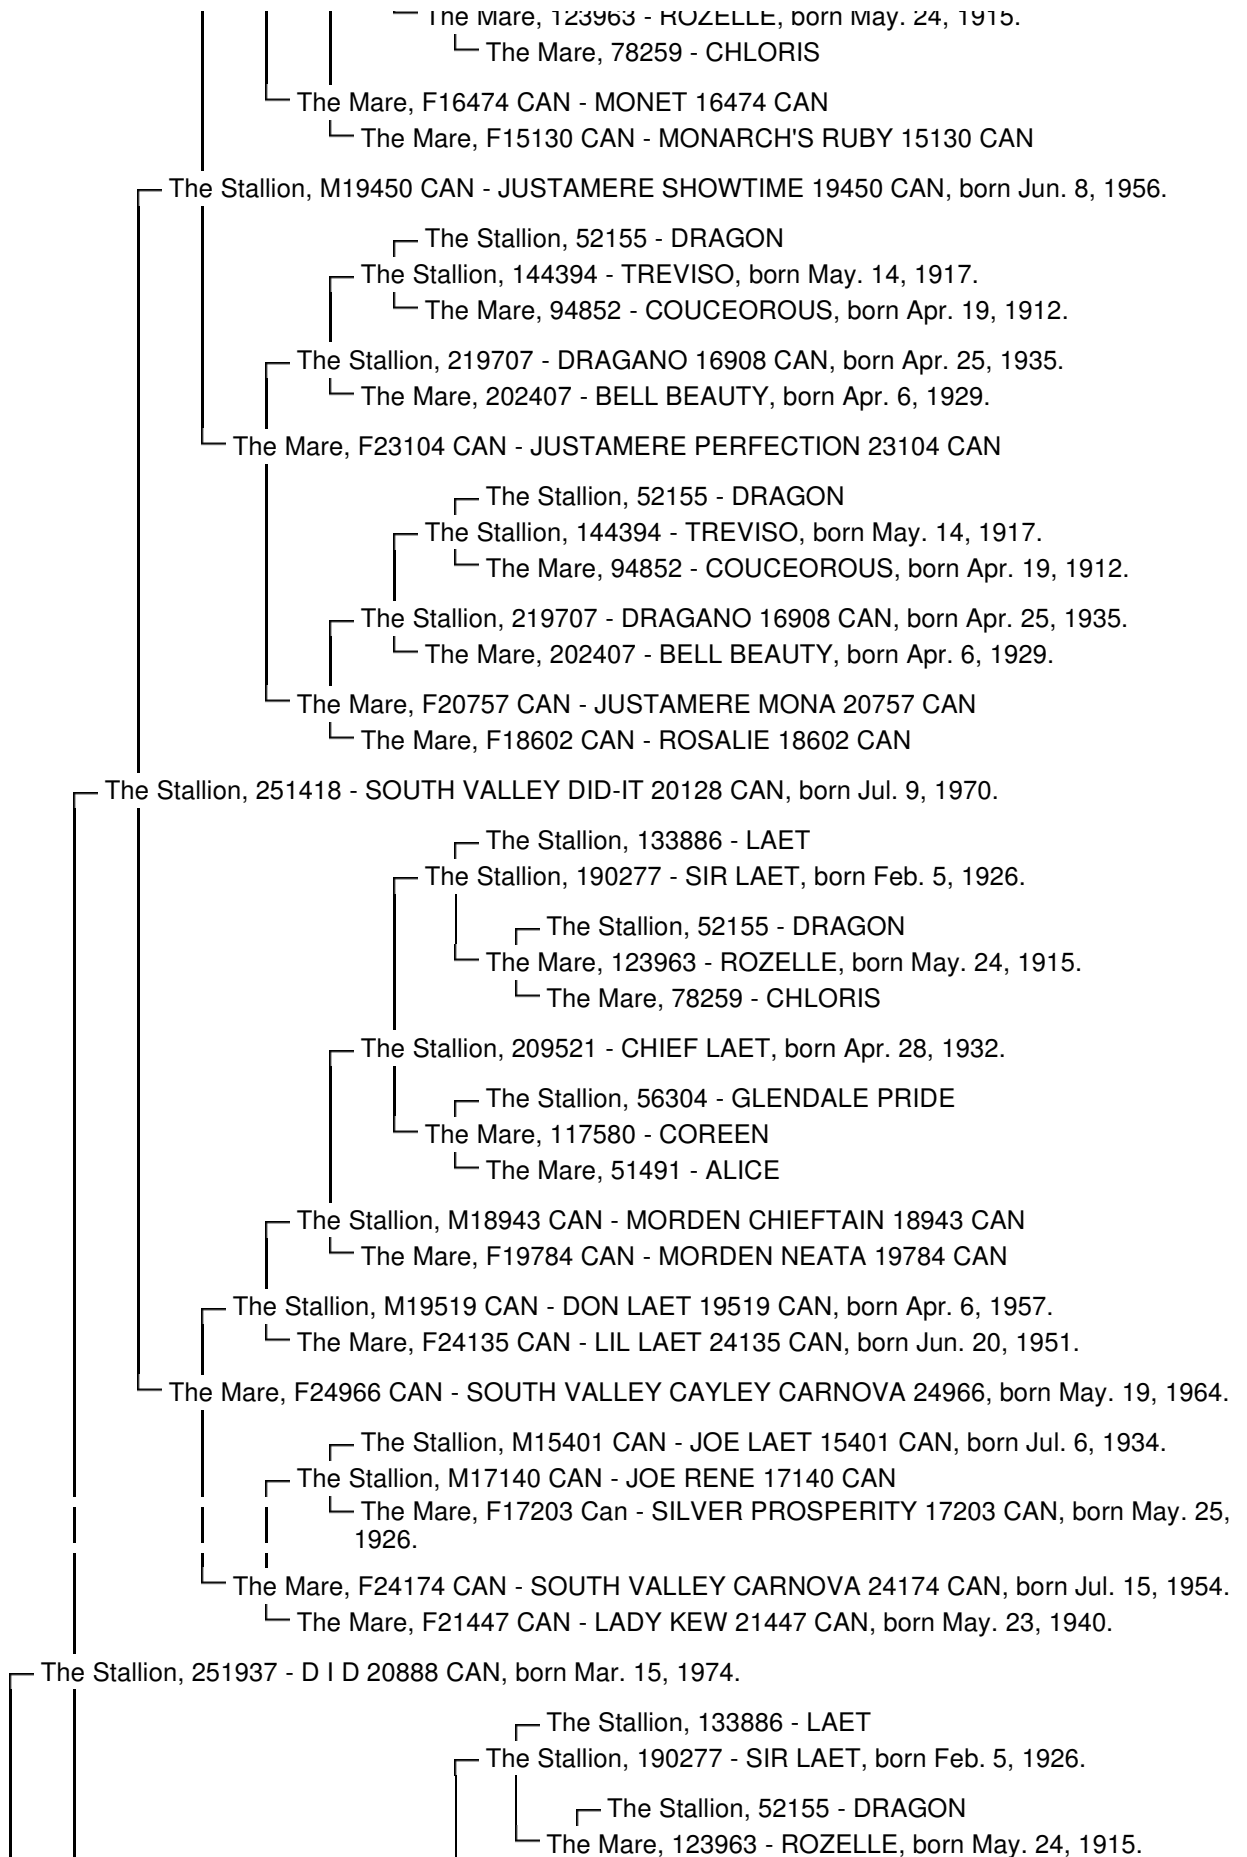 The Mare, 123963 - ROZELLE, born May. 24, 1915.
The Mare, 78259 - CHLORIS
The Mare, F16474 CAN - MONET 16474 CAN
The Mare, F15130 CAN - MONARCH'S RUBY 15130 CAN
The Stallion, M19450 CAN - JUSTAMERE SHOWTIME 19450 CAN, born Jun. 8, 1956.
The Stallion, 52155 - DRAGON
The Stallion, 144394 - TREVISO, born May. 14, 1917.
The Mare, 94852 - COUCEOROUS, born Apr. 19, 1912.
The Stallion, 219707 - DRAGANO 16908 CAN, born Apr. 25, 1935.
The Mare, 202407 - BELL BEAUTY, born Apr. 6, 1929.
The Mare, F23104 CAN - JUSTAMERE PERFECTION 23104 CAN
The Stallion, 52155 - DRAGON
The Stallion, 144394 - TREVISO, born May. 14, 1917.
The Mare, 94852 - COUCEOROUS, born Apr. 19, 1912.
The Stallion, 219707 - DRAGANO 16908 CAN, born Apr. 25, 1935.
The Mare, 202407 - BELL BEAUTY, born Apr. 6, 1929.
The Mare, F20757 CAN - JUSTAMERE MONA 20757 CAN
The Mare, F18602 CAN - ROSALIE 18602 CAN
The Stallion, 251418 - SOUTH VALLEY DID-IT 20128 CAN, born Jul. 9, 1970.
The Stallion, 133886 - LAET
The Stallion, 190277 - SIR LAET, born Feb. 5, 1926.
The Stallion, 52155 - DRAGON
The Mare, 123963 - ROZELLE, born May. 24, 1915.
The Mare, 78259 - CHLORIS
The Stallion, 209521 - CHIEF LAET, born Apr. 28, 1932.
The Stallion, 56304 - GLENDALE PRIDE
The Mare, 117580 - COREEN
The Mare, 51491 - ALICE
The Stallion, M18943 CAN - MORDEN CHIEFTAIN 18943 CAN
The Mare, F19784 CAN - MORDEN NEATA 19784 CAN
The Stallion, M19519 CAN - DON LAET 19519 CAN, born Apr. 6, 1957.
The Mare, F24135 CAN - LIL LAET 24135 CAN, born Jun. 20, 1951.
The Mare, F24966 CAN - SOUTH VALLEY CAYLEY CARNOVA 24966, born May. 19, 1964.
The Stallion, M15401 CAN - JOE LAET 15401 CAN, born Jul. 6, 1934.
The Stallion, M17140 CAN - JOE RENE 17140 CAN
The Mare, F17203 Can - SILVER PROSPERITY 17203 CAN, born May. 25,
1926.
The Mare, F24174 CAN - SOUTH VALLEY CARNOVA 24174 CAN, born Jul. 15, 1954.
The Mare, F21447 CAN - LADY KEW 21447 CAN, born May. 23, 1940.
The Stallion, 251937 - D I D 20888 CAN, born Mar. 15, 1974.
The Stallion, 133886 - LAET
The Stallion, 190277 - SIR LAET, born Feb. 5, 1926.
The Stallion, 52155 - DRAGON
The Mare, 123963 - ROZELLE, born May. 24, 1915.